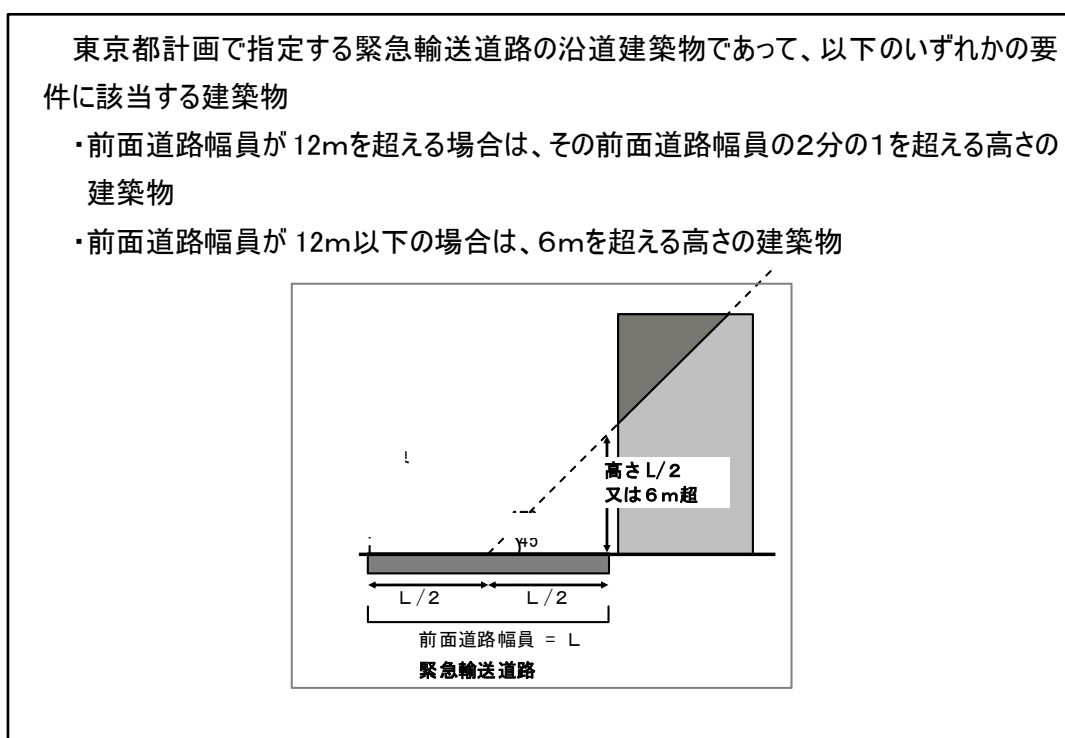 東京都計画で指定する緊急輸送道路の沿道建築物であって、以下のいずれかの要
件に該当する建築物
・前面道路幅員が 12mを超える場合は、その前面道路幅員の２分の１を超える高さの
建築物
・前面道路幅員が 12m以下の場合は、６mを超える高さの建築物
高さL/２
又は６m超
45
L/２
L/２
前面道路幅員 = L
緊急輸送道路